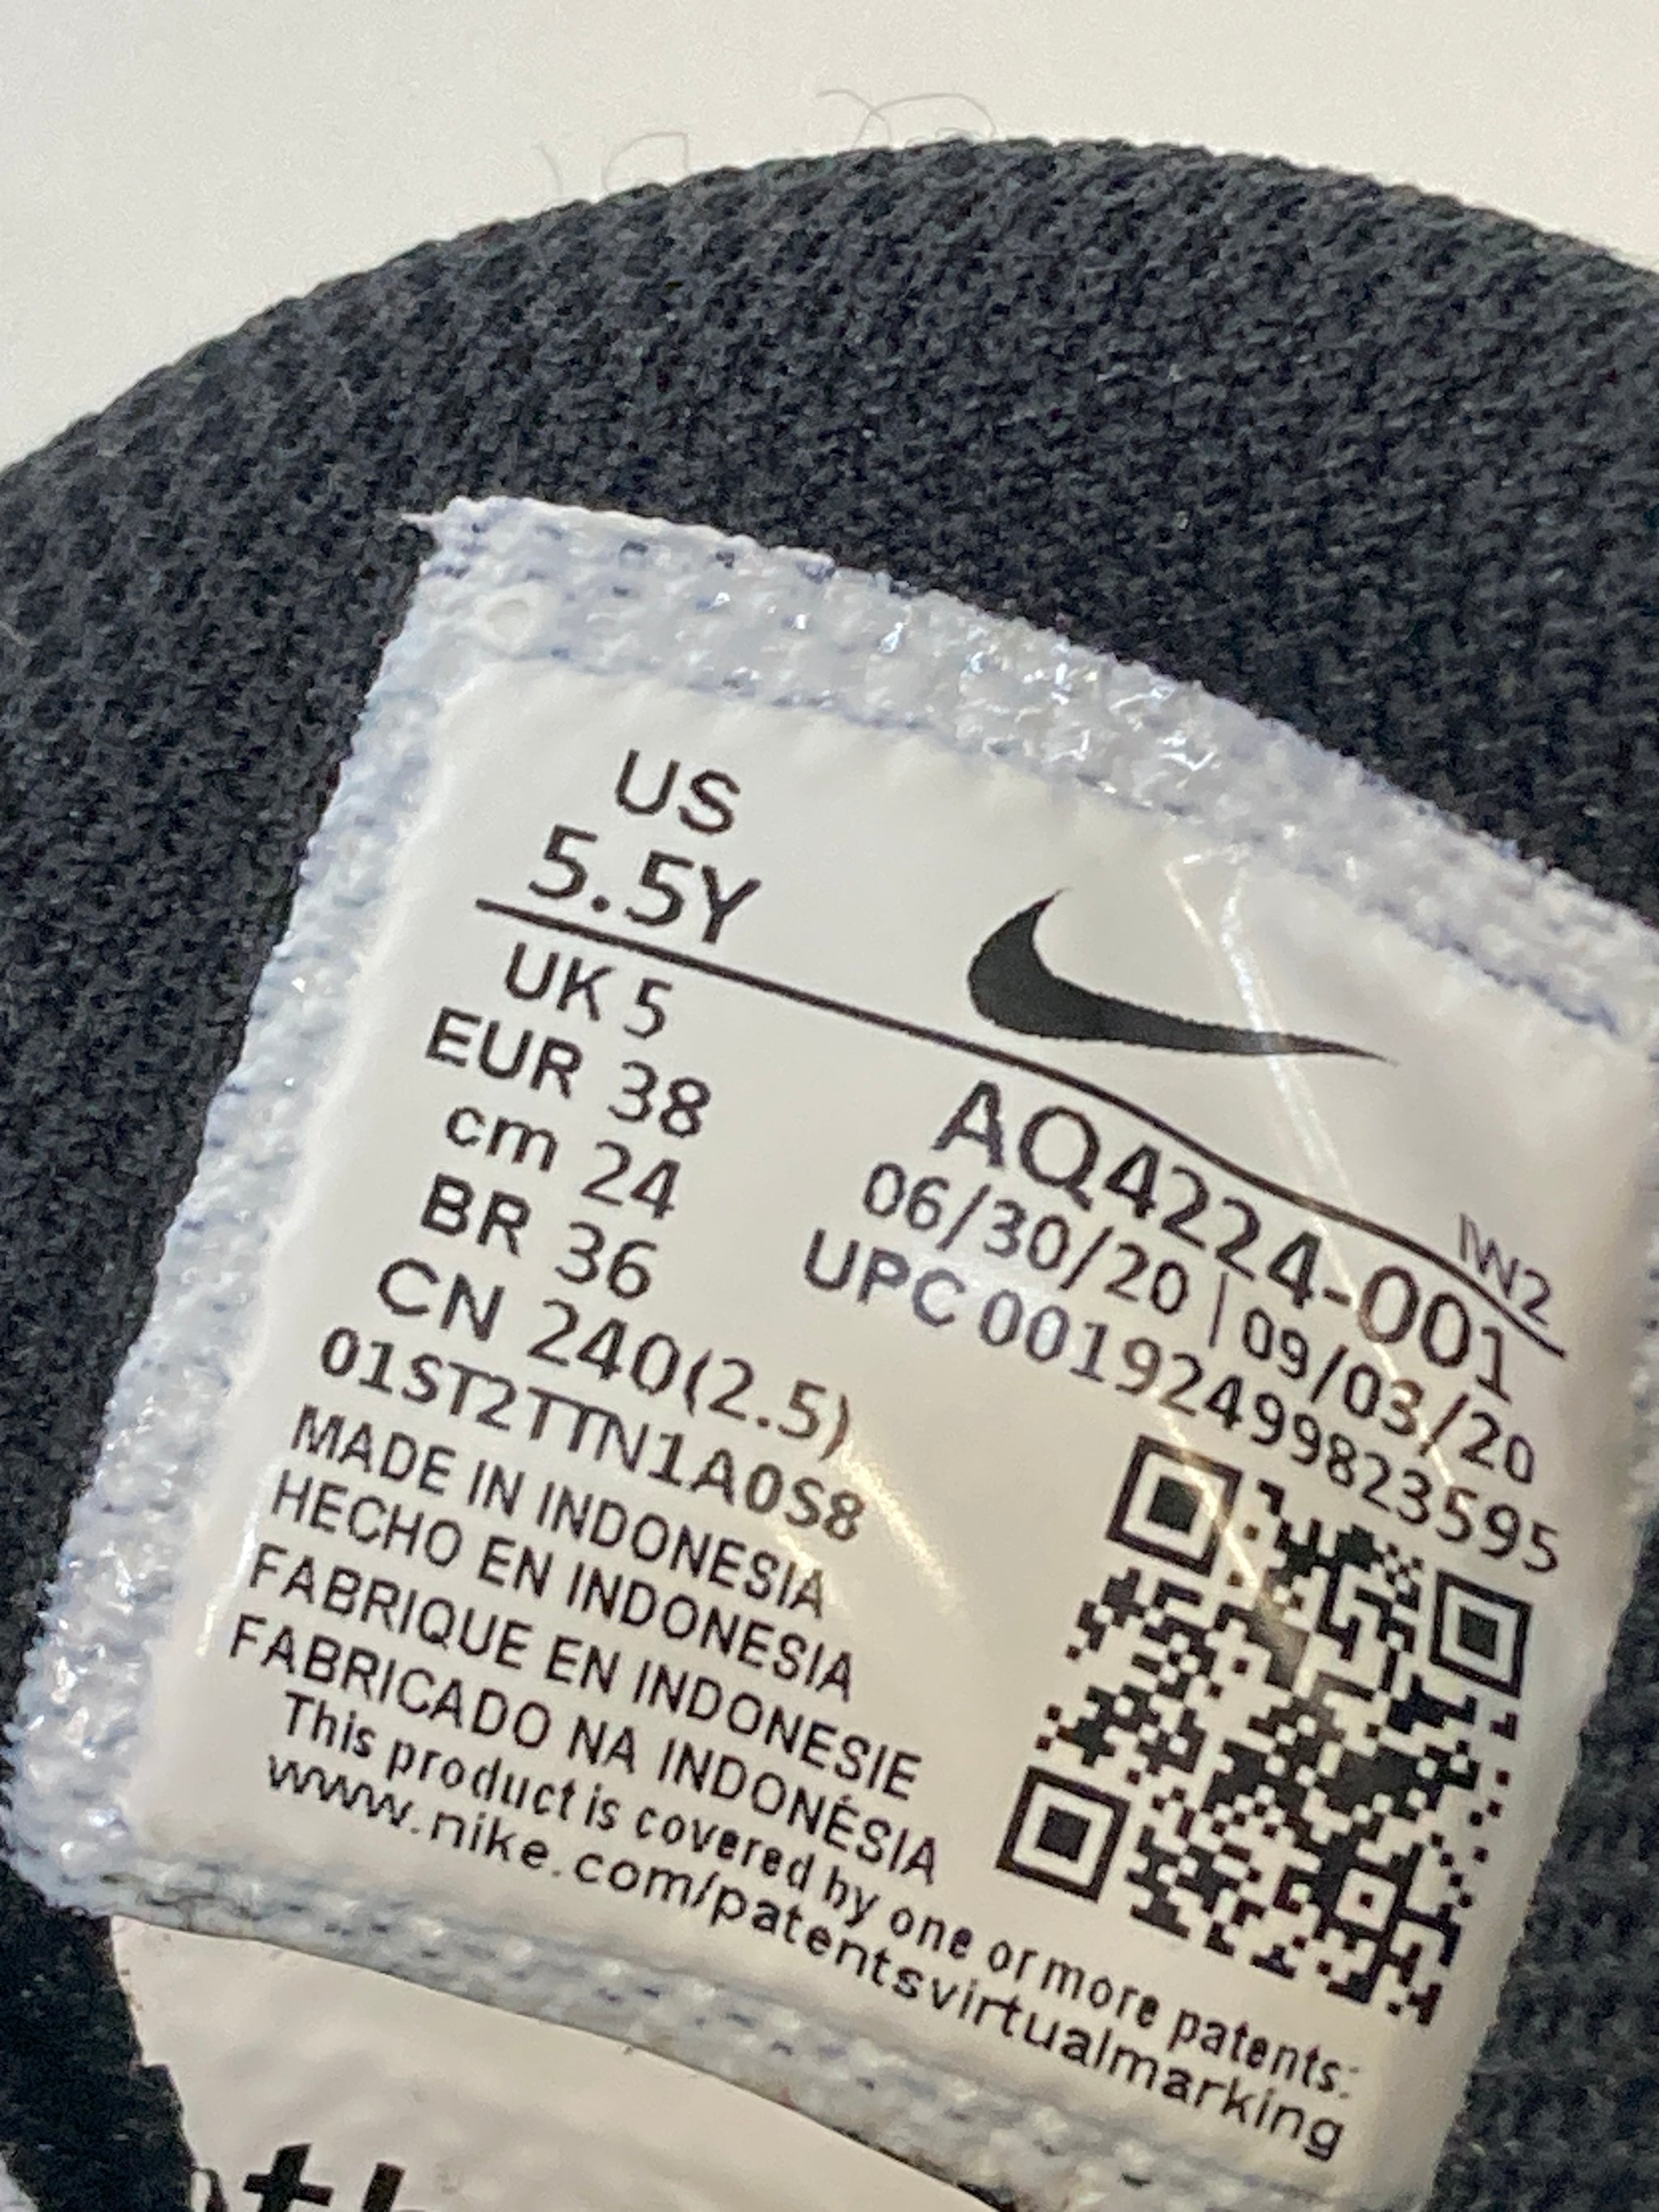 US
5.5Y
UK 5
EUR 38
cm 24
BR 36
CN 240(2.5)
01ST2TTN1A0S8
MADE IN INDONESIA
HECHO EN INDONESIA
FABRIQUE EN INDONESIE
FABRICADO NA INDONÉSIA
This product is covered by one or more patents:
www.nike.com/patentsvirtualmarking
IW2
AQ4224-001
06/30/20 | 09/03/20
UPC 00192499823595